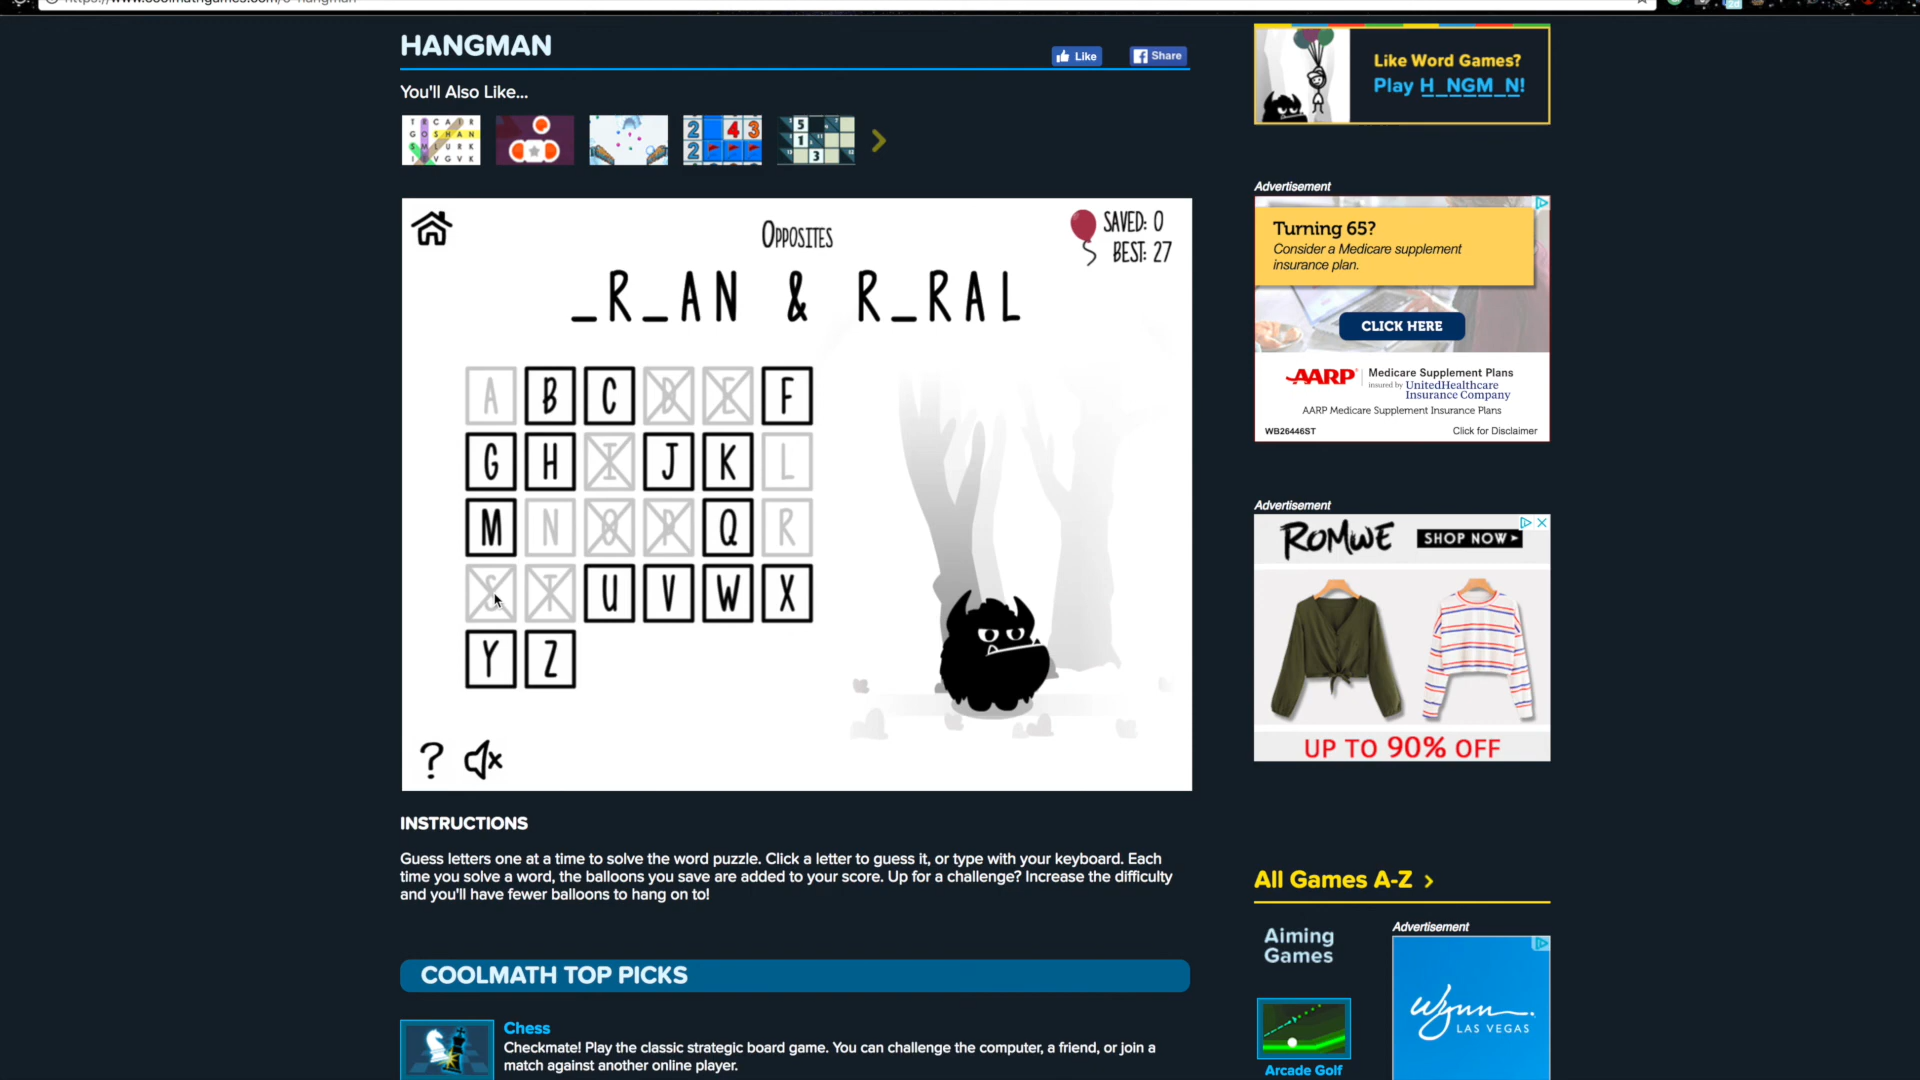 https://www.coolmathgames.com/0-hangman
HANGMAN
Like
Share
You'll Also Like...
Like Word Games?
Play H_NGM_N!
Advertisement
OPPOSITES
SAVED: 0
BEST: 27
_R_AN & R_RAL
A B C D E F
G H I J K L
M N O P Q R
S T U V W X
Y Z
?
Turning 65?
Consider a Medicare supplement
insurance plan.
CLICK HERE
AARP
Medicare Supplement Plans
insured by UnitedHealthcare
Insurance Company
AARP Medicare Supplement Insurance Plans
WB26446ST
Click for Disclaimer
Advertisement
ROMWE
SHOP NOW
UP TO 90% OFF
INSTRUCTIONS
Guess letters one at a time to solve the word puzzle. Click a letter to guess it, or type with your keyboard. Each
time you solve a word, the balloons you save are added to your score. Up for a challenge? Increase the difficulty
and you'll have fewer balloons to hang on to!
All Games A-Z >
Aiming
Games
Arcade Golf
Advertisement
Wynn
LAS VEGAS
COOLMATH TOP PICKS
Chess
Checkmate! Play the classic strategic board game. You can challenge the computer, a friend, or join a
match against another online player.